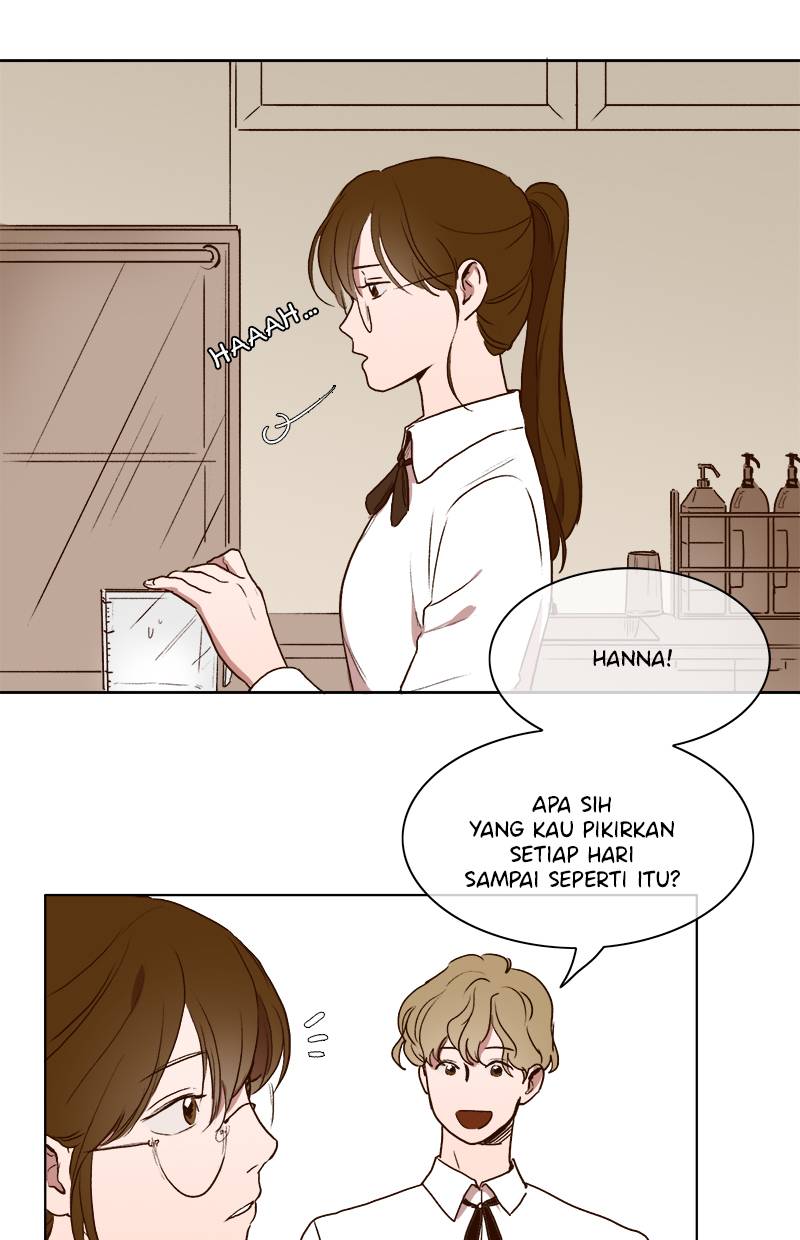 HAAAH...
HANNA!
APA SIH
YANG KAU PIKIRKAN
SETIAP HARI
SAMPAI SEPERTI ITU?